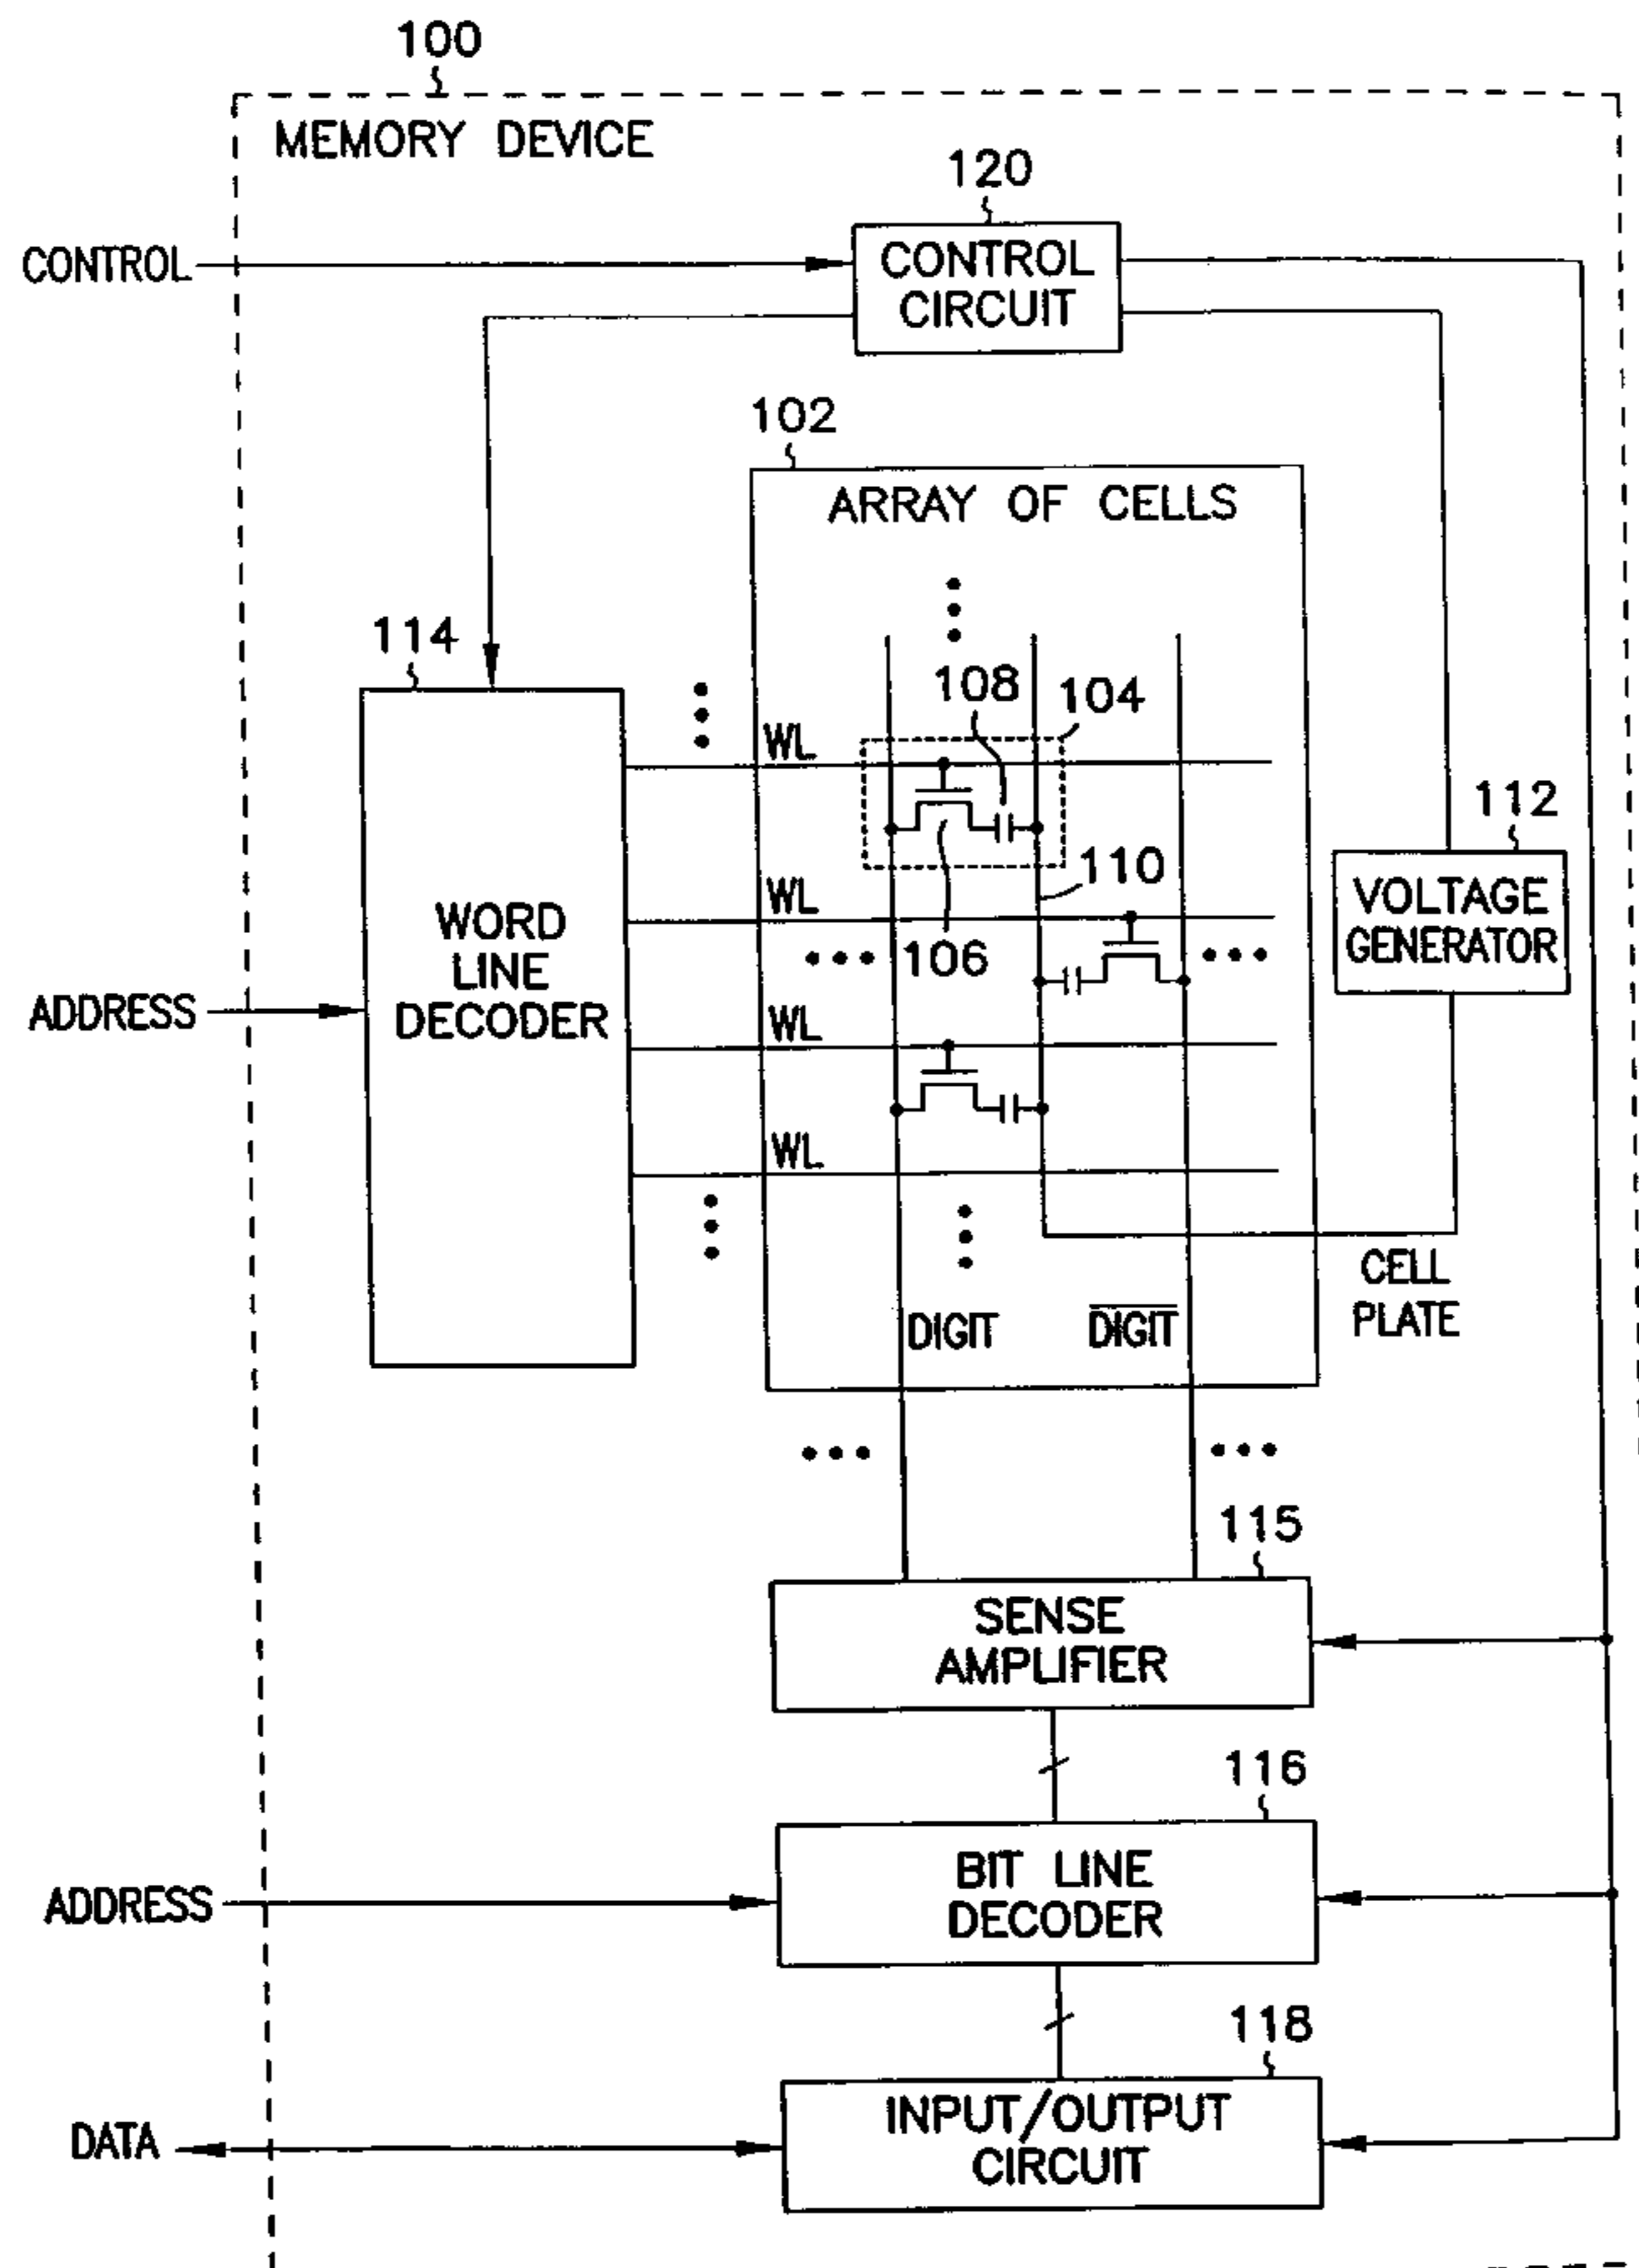 100
MEMORY DEVICE
120
CONTROL
CONTROL
CIRCUIT
102
ARRAY OF CELLS
114
108
104
WL
112
110
WL
VOLTAGE
GENERATOR
WORD
LINE
DECODER
106
ADDRESS
WL
WL
CELL
PLATE
DIGIT
D̅I̅G̅I̅T̅
115
SENSE
AMPLIFIER
116
ADDRESS
BIT LINE
DECODER
118
DATA
INPUT/OUTPUT
CIRCUIT